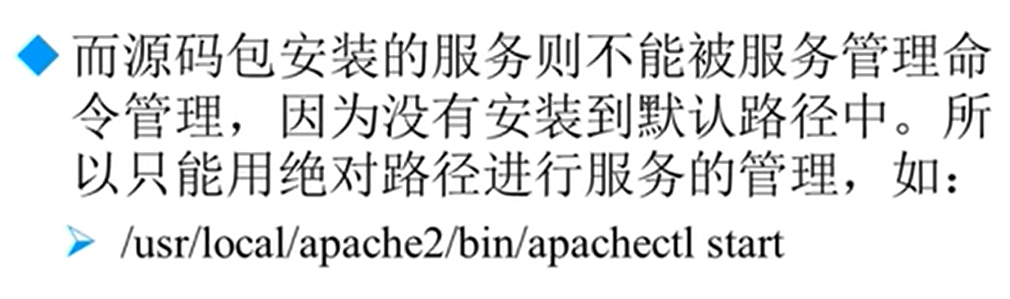 而源码包安装的服务则不能被服务管理命
令管理，因为没有安装到默认路径中。所
以只能用绝对路径进行服务的管理，如：
/usr/local/apache2/bin/apachectl start